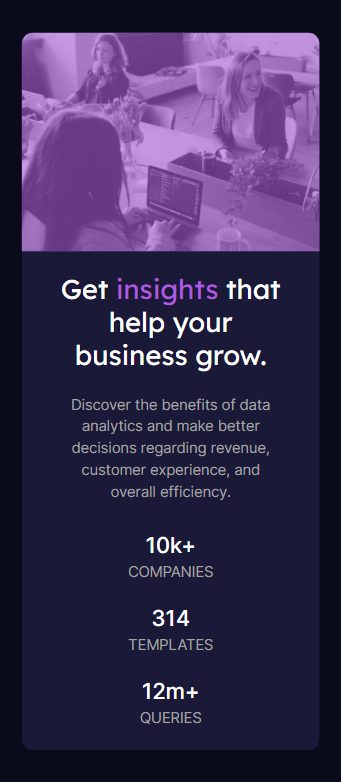 Get insights that
help your
business grow.
Discover the benefits of data
analytics and make better
decisions regarding revenue,
customer experience, and
overall efficiency.
10k+
COMPANIES
314
TEMPLATES
12m+
QUERIES